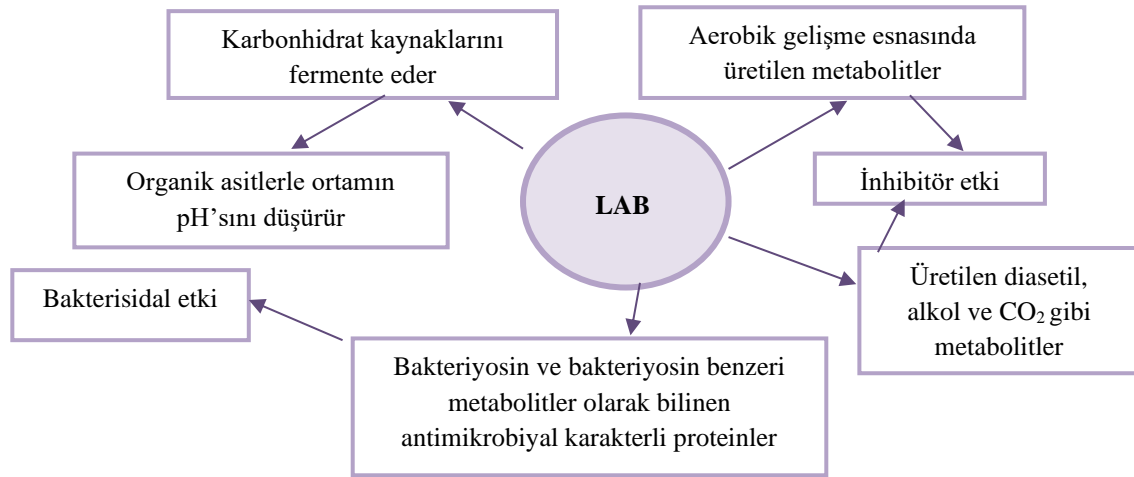 Karbonhidrat kaynaklarını
fermente eder
Aerobik gelişme esnasında
üretilen metabolitler
Organik asitlerle ortamın
pH’sını düşürür
LAB
İnhibitör etki
Bakterisidal etki
Üretilen diasetil,
alkol ve CO₂ gibi
metabolitler
Bakteriyosin ve bakteriyosin benzeri
metabolitler olarak bilinen
antimikrobiyal karakterli proteinler